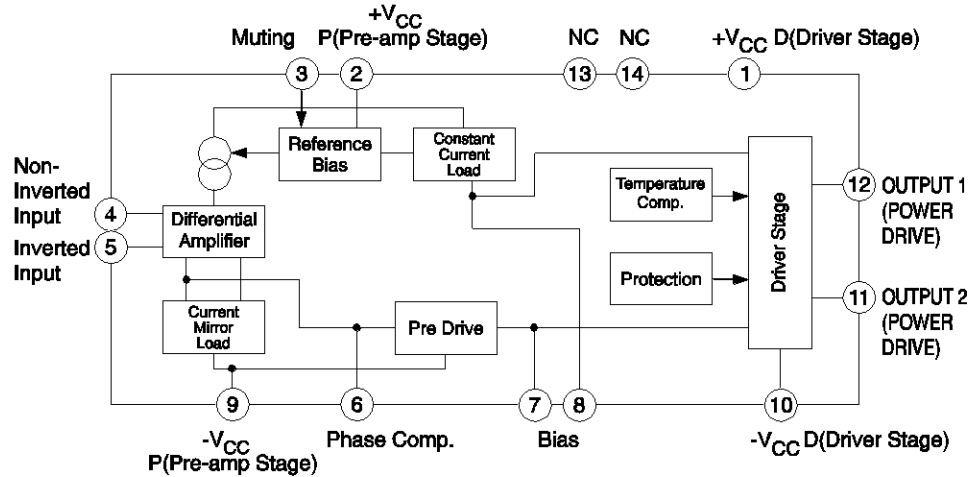 +VCC
Muting P(Pre-amp Stage) NC NC +VCC D(Driver Stage)
3 2 13 14 1
Reference
Bias
Constant
Current
Load
Non-
Inverted
Input
4
Inverted
Input
5
Differential
Amplifier
Temperature
Comp.
Driver Stage
12 OUTPUT 1
(POWER
DRIVE)
Protection
11 OUTPUT 2
(POWER
DRIVE)
Current
Mirror
Load
Pre Drive
9 6 7 8 10
-VCC
P(Pre-amp Stage)
Phase Comp.
Bias
-VCC D(Driver Stage)